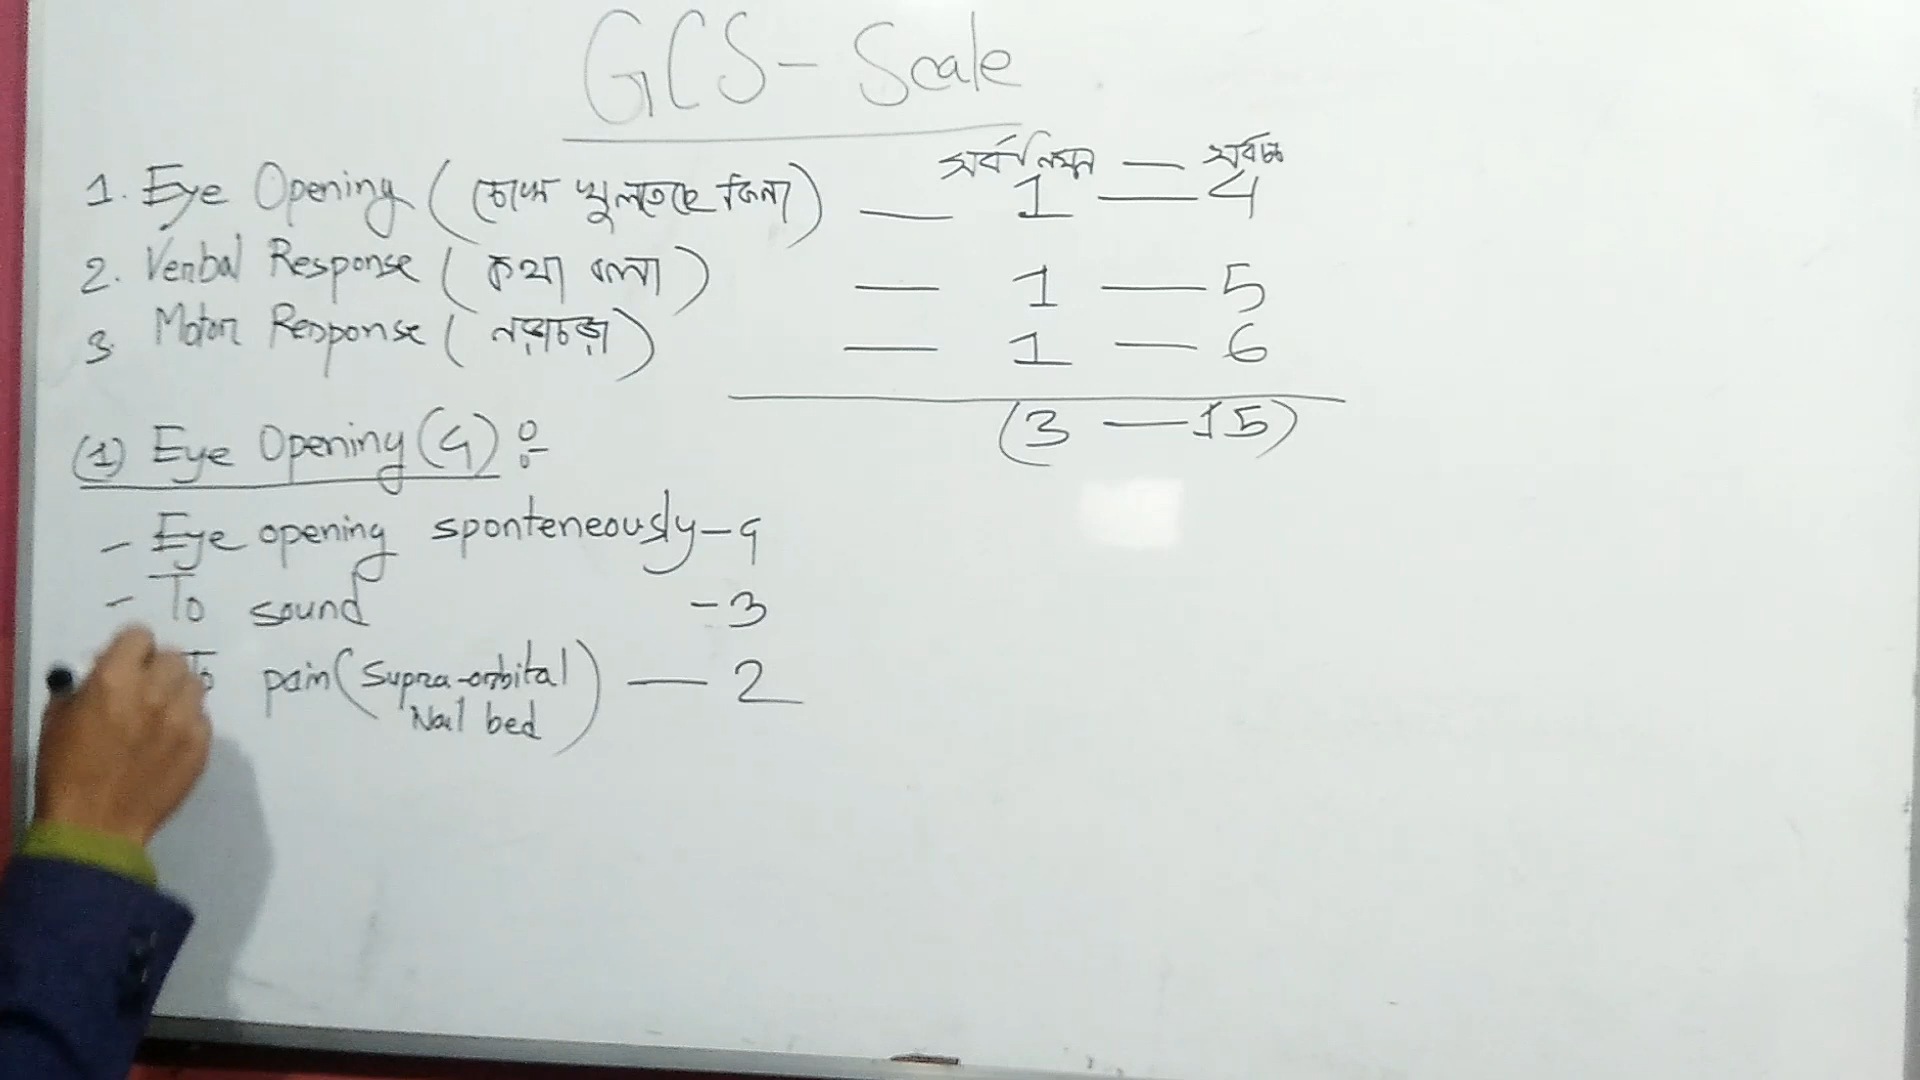 GCS - Scale
সর্বনিম্ন — সর্বচ্চ
1. Eye Opening (চোখ খুলতেছে কিনা) — 1 — 4
2. Verbal Response (কথা বলা) — 1 — 5
3. Motor Response (নড়াচড়া) — 1 — 6
(3 — 15)
(1) Eye Opening (4) :-
- Eye opening sponteneously - 4
- To sound - 3
To pain (Supra-orbital) — 2
Nail bed